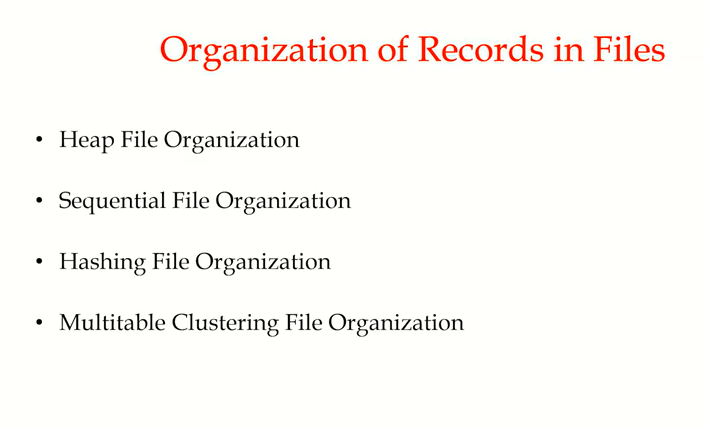 Organization of Records in Files
• Heap File Organization
• Sequential File Organization
• Hashing File Organization
• Multitable Clustering File Organization